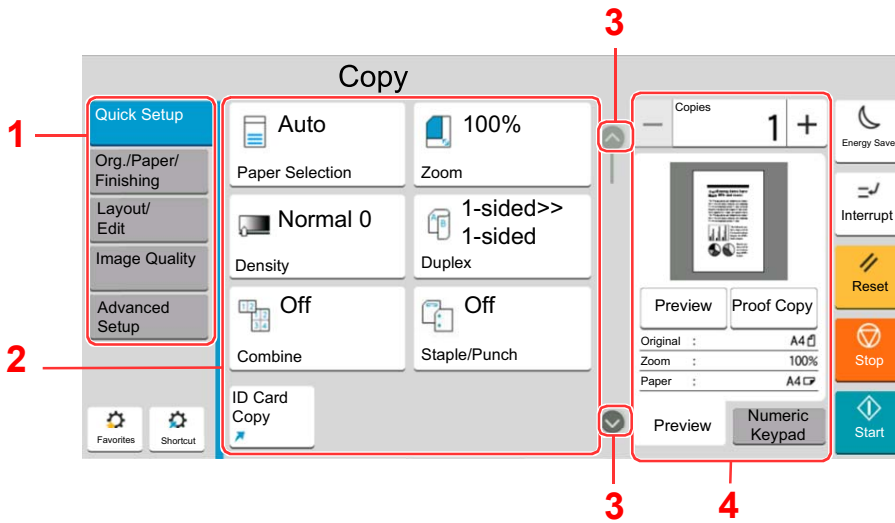 3
Copy
1
Quick Setup
Org./Paper/
Finishing
Layout/
Edit
Image Quality
Advanced
Setup
Favorites
Shortcut
2
Auto
Paper Selection
100%
Zoom
Normal 0
Density
1-sided>>
1-sided
Duplex
Off
Combine
Off
Staple/Punch
ID Card
Copy
3
Copies
1
Preview
Proof Copy
Original : A4
Zoom : 100%
Paper : A4
Preview
Numeric
Keypad
4
Energy Save
Interrupt
Reset
Stop
Start